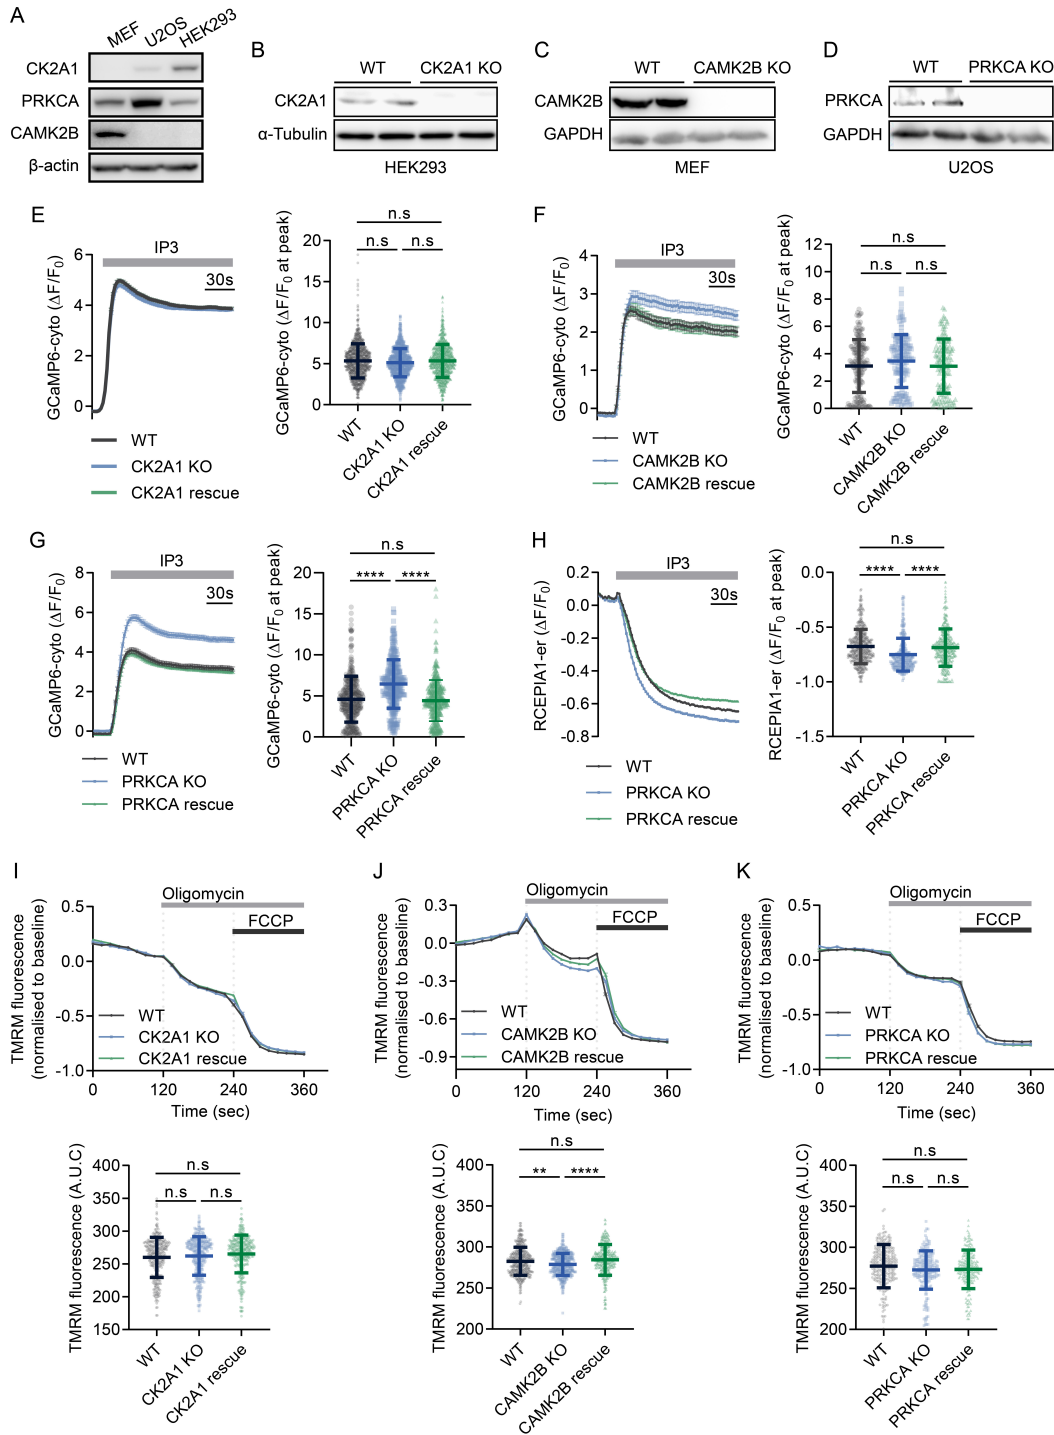 A
MEF U2OS HEK293
CK2A1
PRKCA
CAMK2B
β-actin
B
WT CK2A1 KO
CK2A1
α-Tubulin
HEK293
C
WT CAMK2B KO
CAMK2B
GAPDH
MEF
D
WT PRKCA KO
PRKCA
GAPDH
U2OS
E
GCaMP6-cyto (ΔF/F0)
6
4
2
0
IP3
30s
WT
CK2A1 KO
CK2A1 rescue
GCaMP6-cyto (ΔF/F0 at peak)
20
15
10
5
0
n.s
n.s n.s
WT CK2A1 KO CK2A1 rescue
F
GCaMP6-cyto (ΔF/F0)
4
3
2
1
0
IP3
30s
WT
CAMK2B KO
CAMK2B rescue
GCaMP6-cyto (ΔF/F0 at peak)
12
10
8
6
4
2
0
n.s
n.s n.s
WT CAMK2B KO CAMK2B rescue
G
GCaMP6-cyto (ΔF/F0)
8
6
4
2
0
IP3
30s
WT
PRKCA KO
PRKCA rescue
GCaMP6-cyto (ΔF/F0 at peak)
20
15
10
5
0
n.s
**** ****
WT PRKCA KO PRKCA rescue
H
RCEPIA1-er (ΔF/F0)
0.2
0.0
-0.2
-0.4
-0.6
-0.8
IP3
30s
WT
PRKCA KO
PRKCA rescue
RCEPIA1-er (ΔF/F0 at peak)
0.0
-0.5
-1.0
-1.5
n.s
**** ****
WT PRKCA KO PRKCA rescue
I
TMRM fluorescence
(normalised to baseline)
0.5
0.0
-0.5
-1.0
Oligomycin
FCCP
WT
CK2A1 KO
CK2A1 rescue
0 120 240 360
Time (sec)
TMRM fluorescence (A.U.C)
400
350
300
250
200
150
n.s
n.s n.s
WT CK2A1 KO CK2A1 rescue
J
TMRM fluorescence
(normalised to baseline)
0.3
0.0
-0.3
-0.6
-0.9
Oligomycin
FCCP
WT
CAMK2B KO
CAMK2B rescue
0 120 240 360
Time (sec)
TMRM fluorescence (A.U.C)
400
350
300
250
200
n.s
** ****
WT CAMK2B KO CAMK2B rescue
K
TMRM fluorescence
(normalised to baseline)
0.5
0.0
-0.5
-1.0
Oligomycin
FCCP
WT
PRKCA KO
PRKCA rescue
0 120 240 360
Time (sec)
TMRM fluorescence (A.U.C)
400
350
300
250
200
n.s
n.s n.s
WT PRKCA KO PRKCA rescue